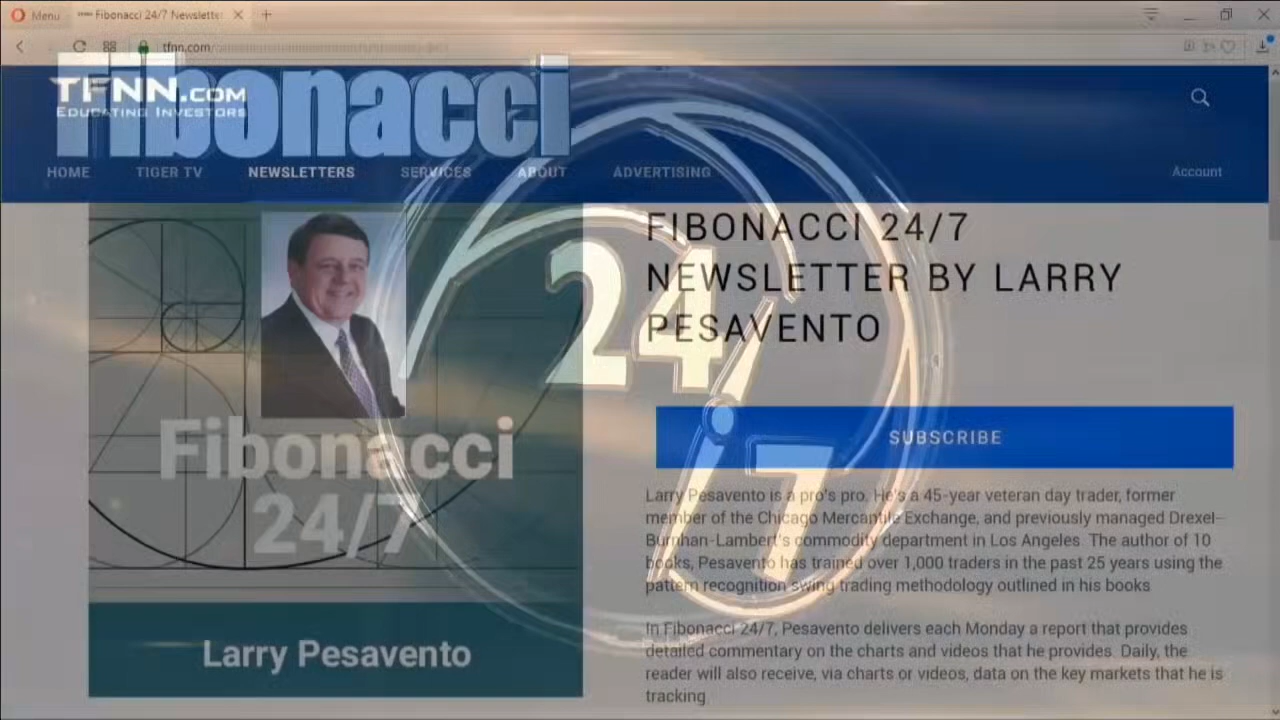 Menu
Fibonacci 24/7 Newslette
tfnn.com
Fibonacci
TFNN.COM
EDUCATING INVESTORS
HOME TIGER TV NEWSLETTERS SERVICES ABOUT ADVERTISING Account
24
7
FIBONACCI 24/7
NEWSLETTER BY LARRY
PESAVENTO
SUBSCRIBE
Fibonacci
24/7
Larry Pesavento
Larry Pesavento is a pro's pro. He's a 45-year veteran day trader, former
member of the Chicago Mercantile Exchange, and previously managed Drexel-
Burnhan-Lambert's commodity department in Los Angeles. The author of 10
books, Pesavento has trained over 1,000 traders in the past 25 years using the
pattern recognition swing trading methodology outlined in his books
In Fibonacci 24/7, Pesavento delivers each Monday a report that provides
detailed commentary on the charts and videos that he provides. Daily, the
reader will also receive, via charts or videos, data on the key markets that he is
tracking.